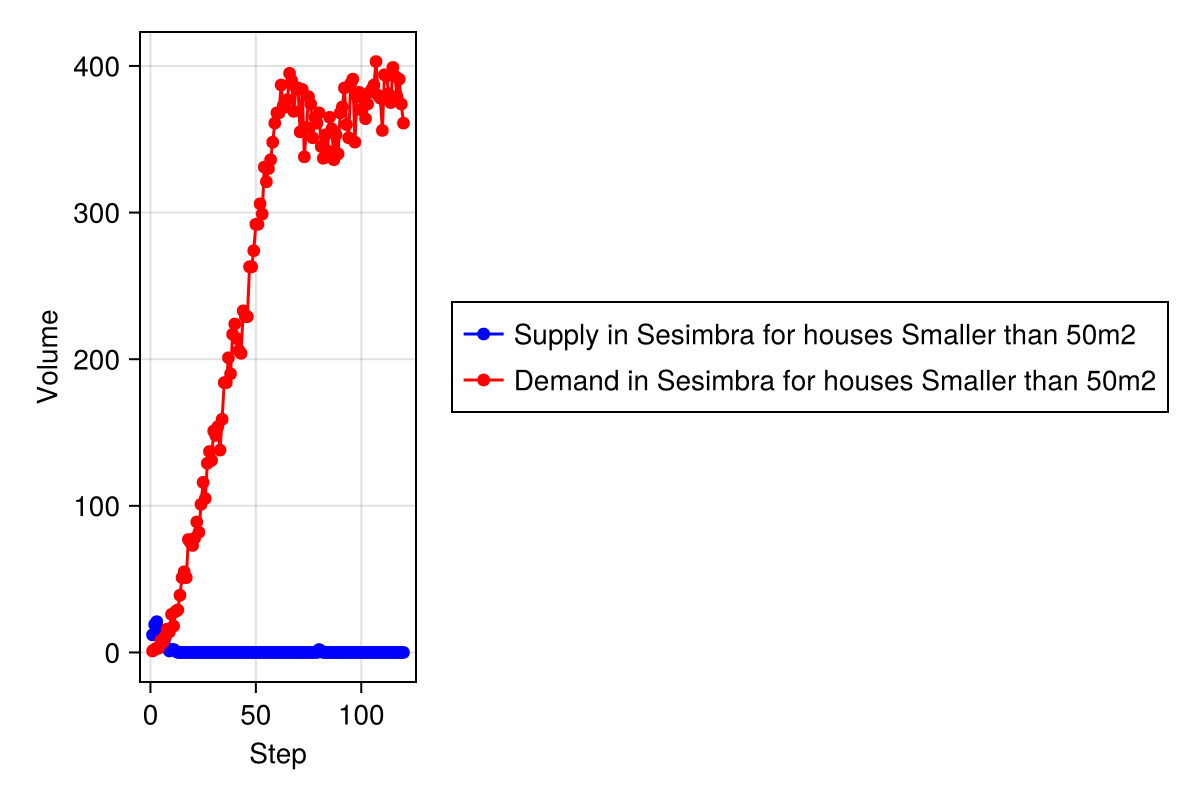 400
300
200
100
0
Volume
0 50 100
Step
Supply in Sesimbra for houses Smaller than 50m2
Demand in Sesimbra for houses Smaller than 50m2